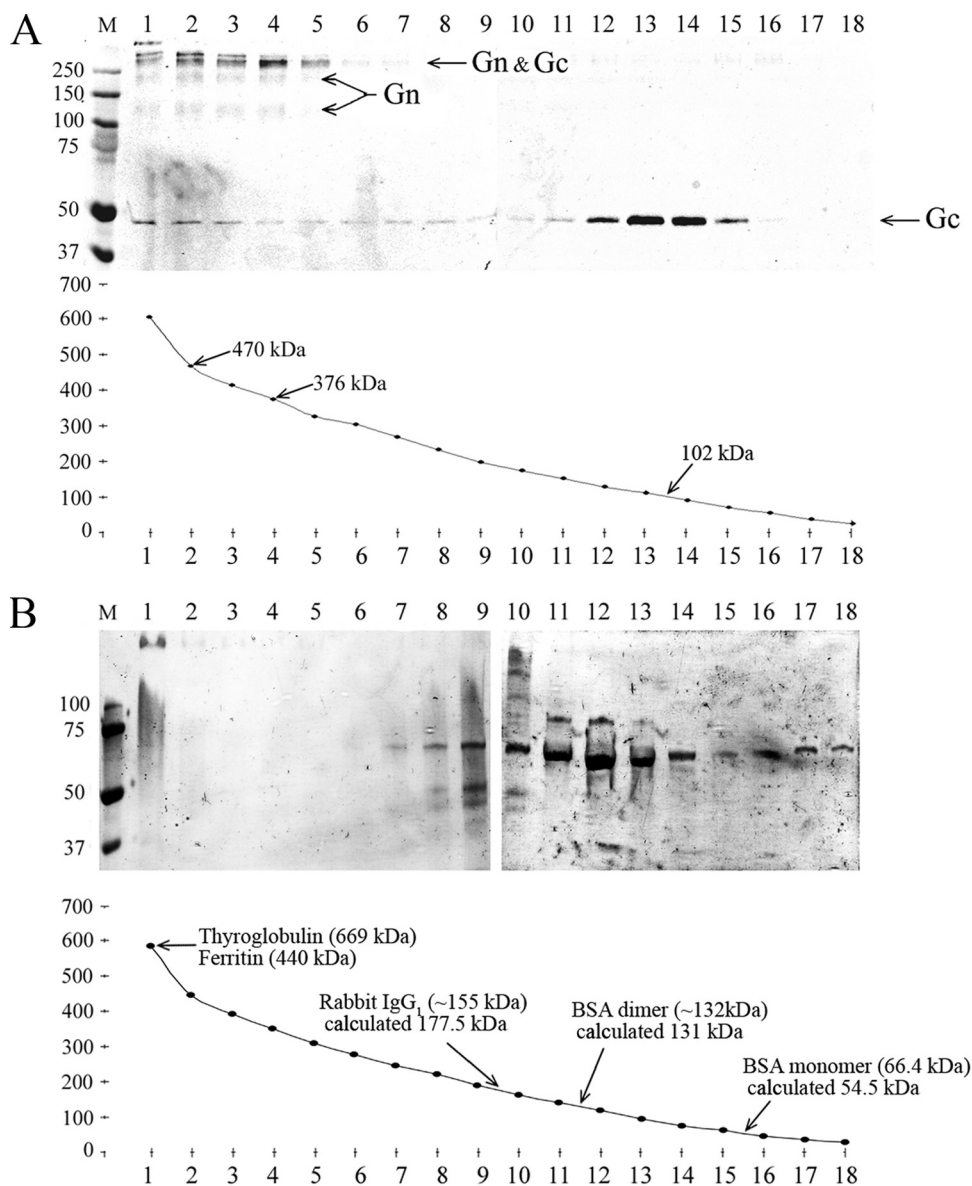 A
M 1 2 3 4 5 6 7 8 9 10 11 12 13 14 15 16 17 18
250
150
100
75
50
37
Gn & Gc
Gn
Gc
700
600
500
400
300
200
100
0
470 kDa
376 kDa
102 kDa
1 2 3 4 5 6 7 8 9 10 11 12 13 14 15 16 17 18
B
M 1 2 3 4 5 6 7 8 9 10 11 12 13 14 15 16 17 18
100
75
50
37
700
600
500
400
300
200
100
0
Thyroglobulin (669 kDa)
Ferritin (440 kDa)
Rabbit IgG1 (~155 kDa)
calculated 177.5 kDa
BSA dimer (~132kDa)
calculated 131 kDa
BSA monomer (66.4 kDa)
calculated 54.5 kDa
1 2 3 4 5 6 7 8 9 10 11 12 13 14 15 16 17 18